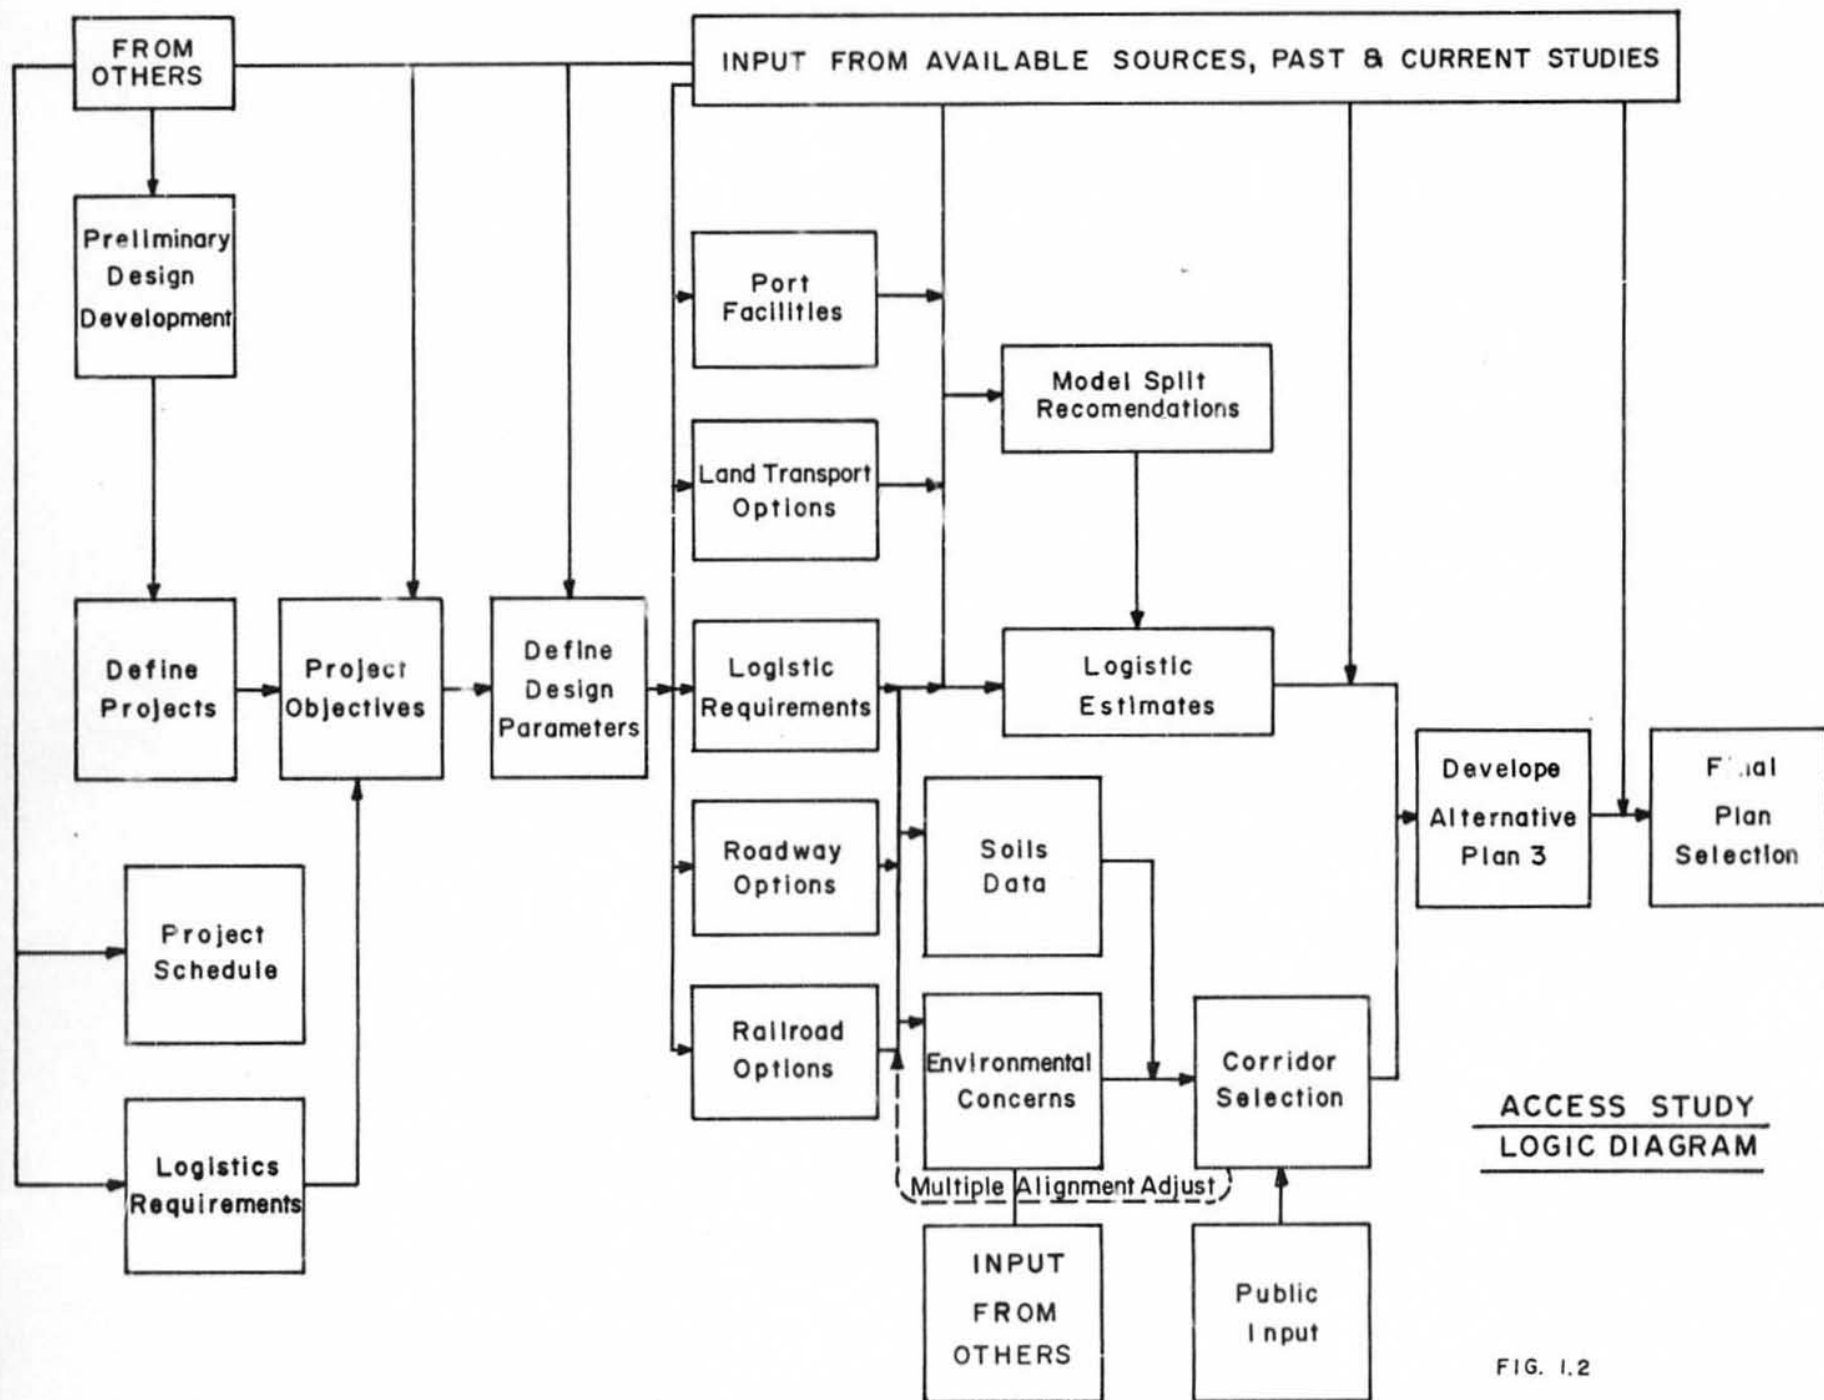 FROM
OTHERS
INPUT FROM AVAILABLE SOURCES, PAST & CURRENT STUDIES
Preliminary
Design
Development
Port
Facilities
Model Split
Recomendations
Land Transport
Options
Define
Projects
Project
Objectives
Define
Design
Parameters
Logistic
Requirements
Logistic
Estimates
Develope
Alternative
Plan 3
Plan
Selection
Roadway
Options
Soils
Data
Project
Schedule
Railroad
Options
Environmental
Concerns
Corridor
Selection
Logistics
Requirements
Multiple Alignment Adjust
ACCESS STUDY
LOGIC DIAGRAM
INPUT
FROM
OTHERS
Public
Input
FIG. 1.2